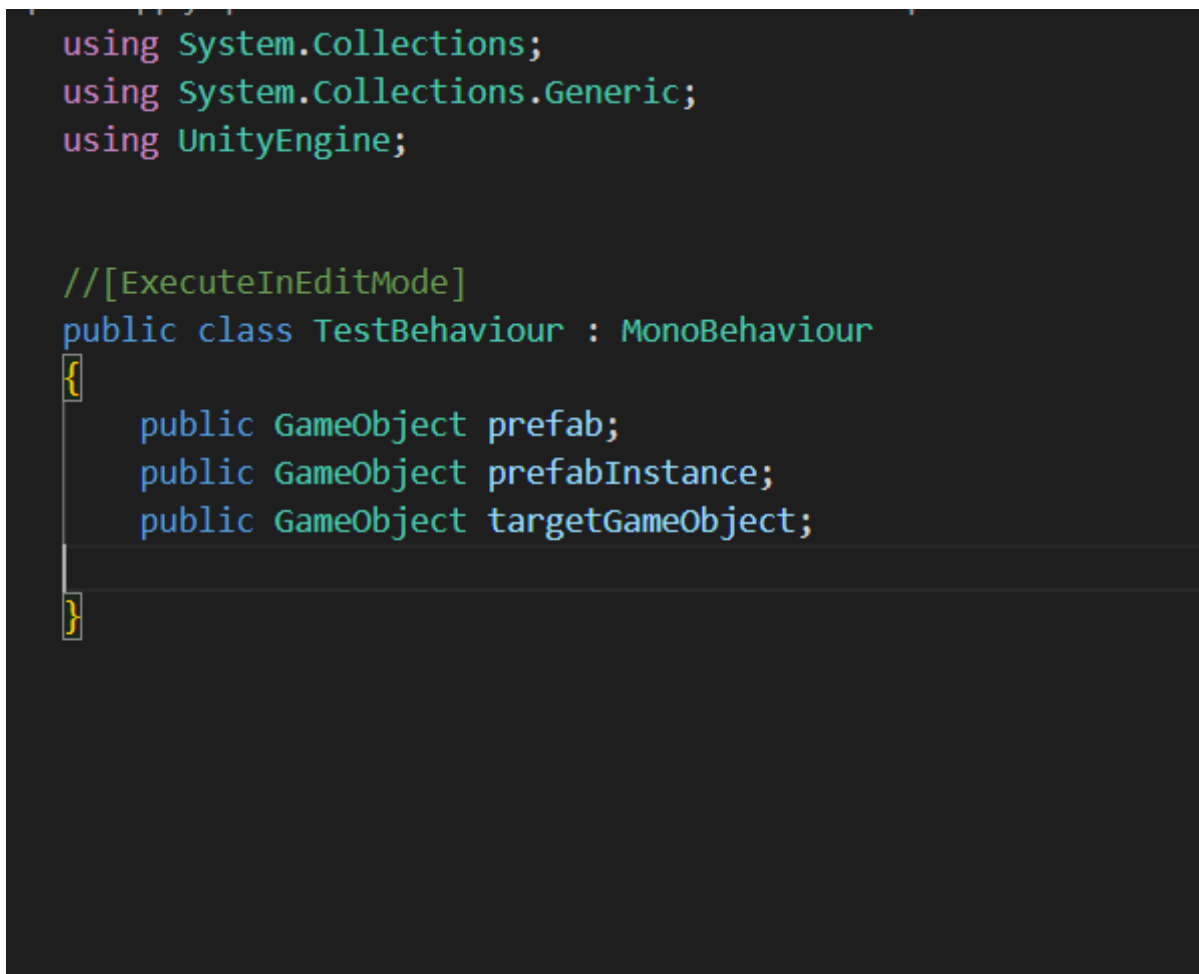 using System.Collections;
using System.Collections.Generic;
using UnityEngine;
//[ExecuteInEditMode]
public class TestBehaviour : MonoBehaviour
{
public GameObject prefab;
public GameObject prefabInstance;
public GameObject targetGameObject;
}